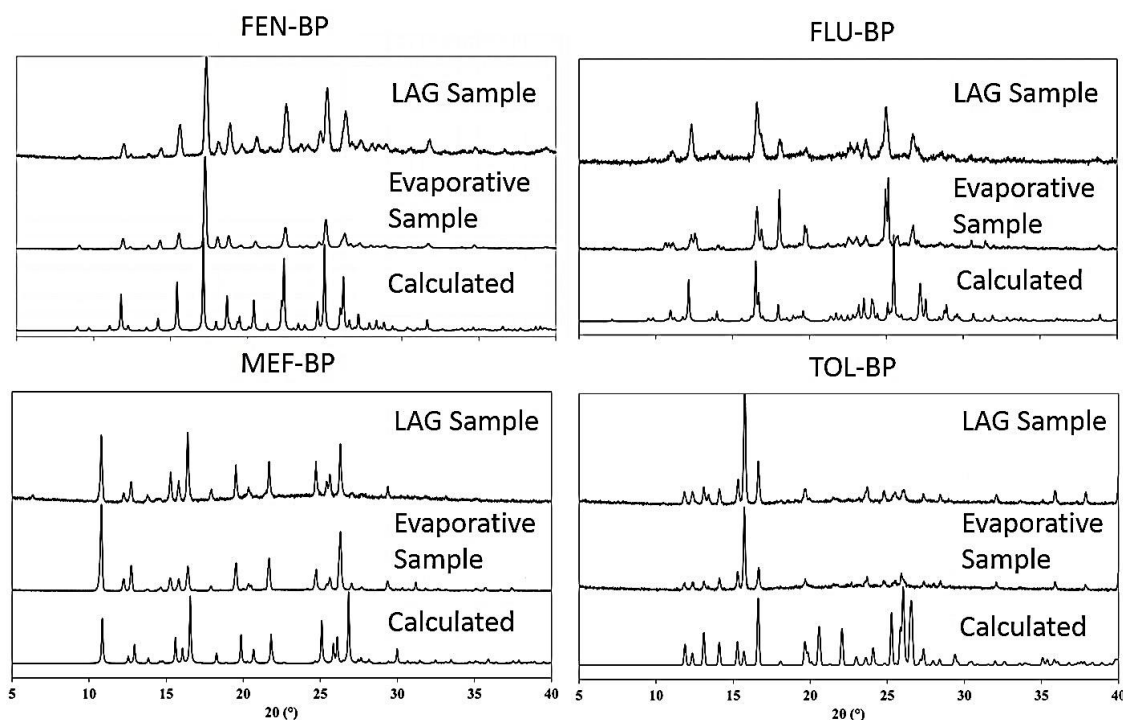 FEN-BP
LAG Sample
Evaporative
Sample
Calculated
FLU-BP
LAG Sample
Evaporative
Sample
Calculated
MEF-BP
LAG Sample
Evaporative
Sample
Calculated
5 10 15 20 25 30 35 40
2θ (°)
TOL-BP
LAG Sample
Evaporative
Sample
Calculated
5 10 15 20 25 30 35 40
2θ (°)